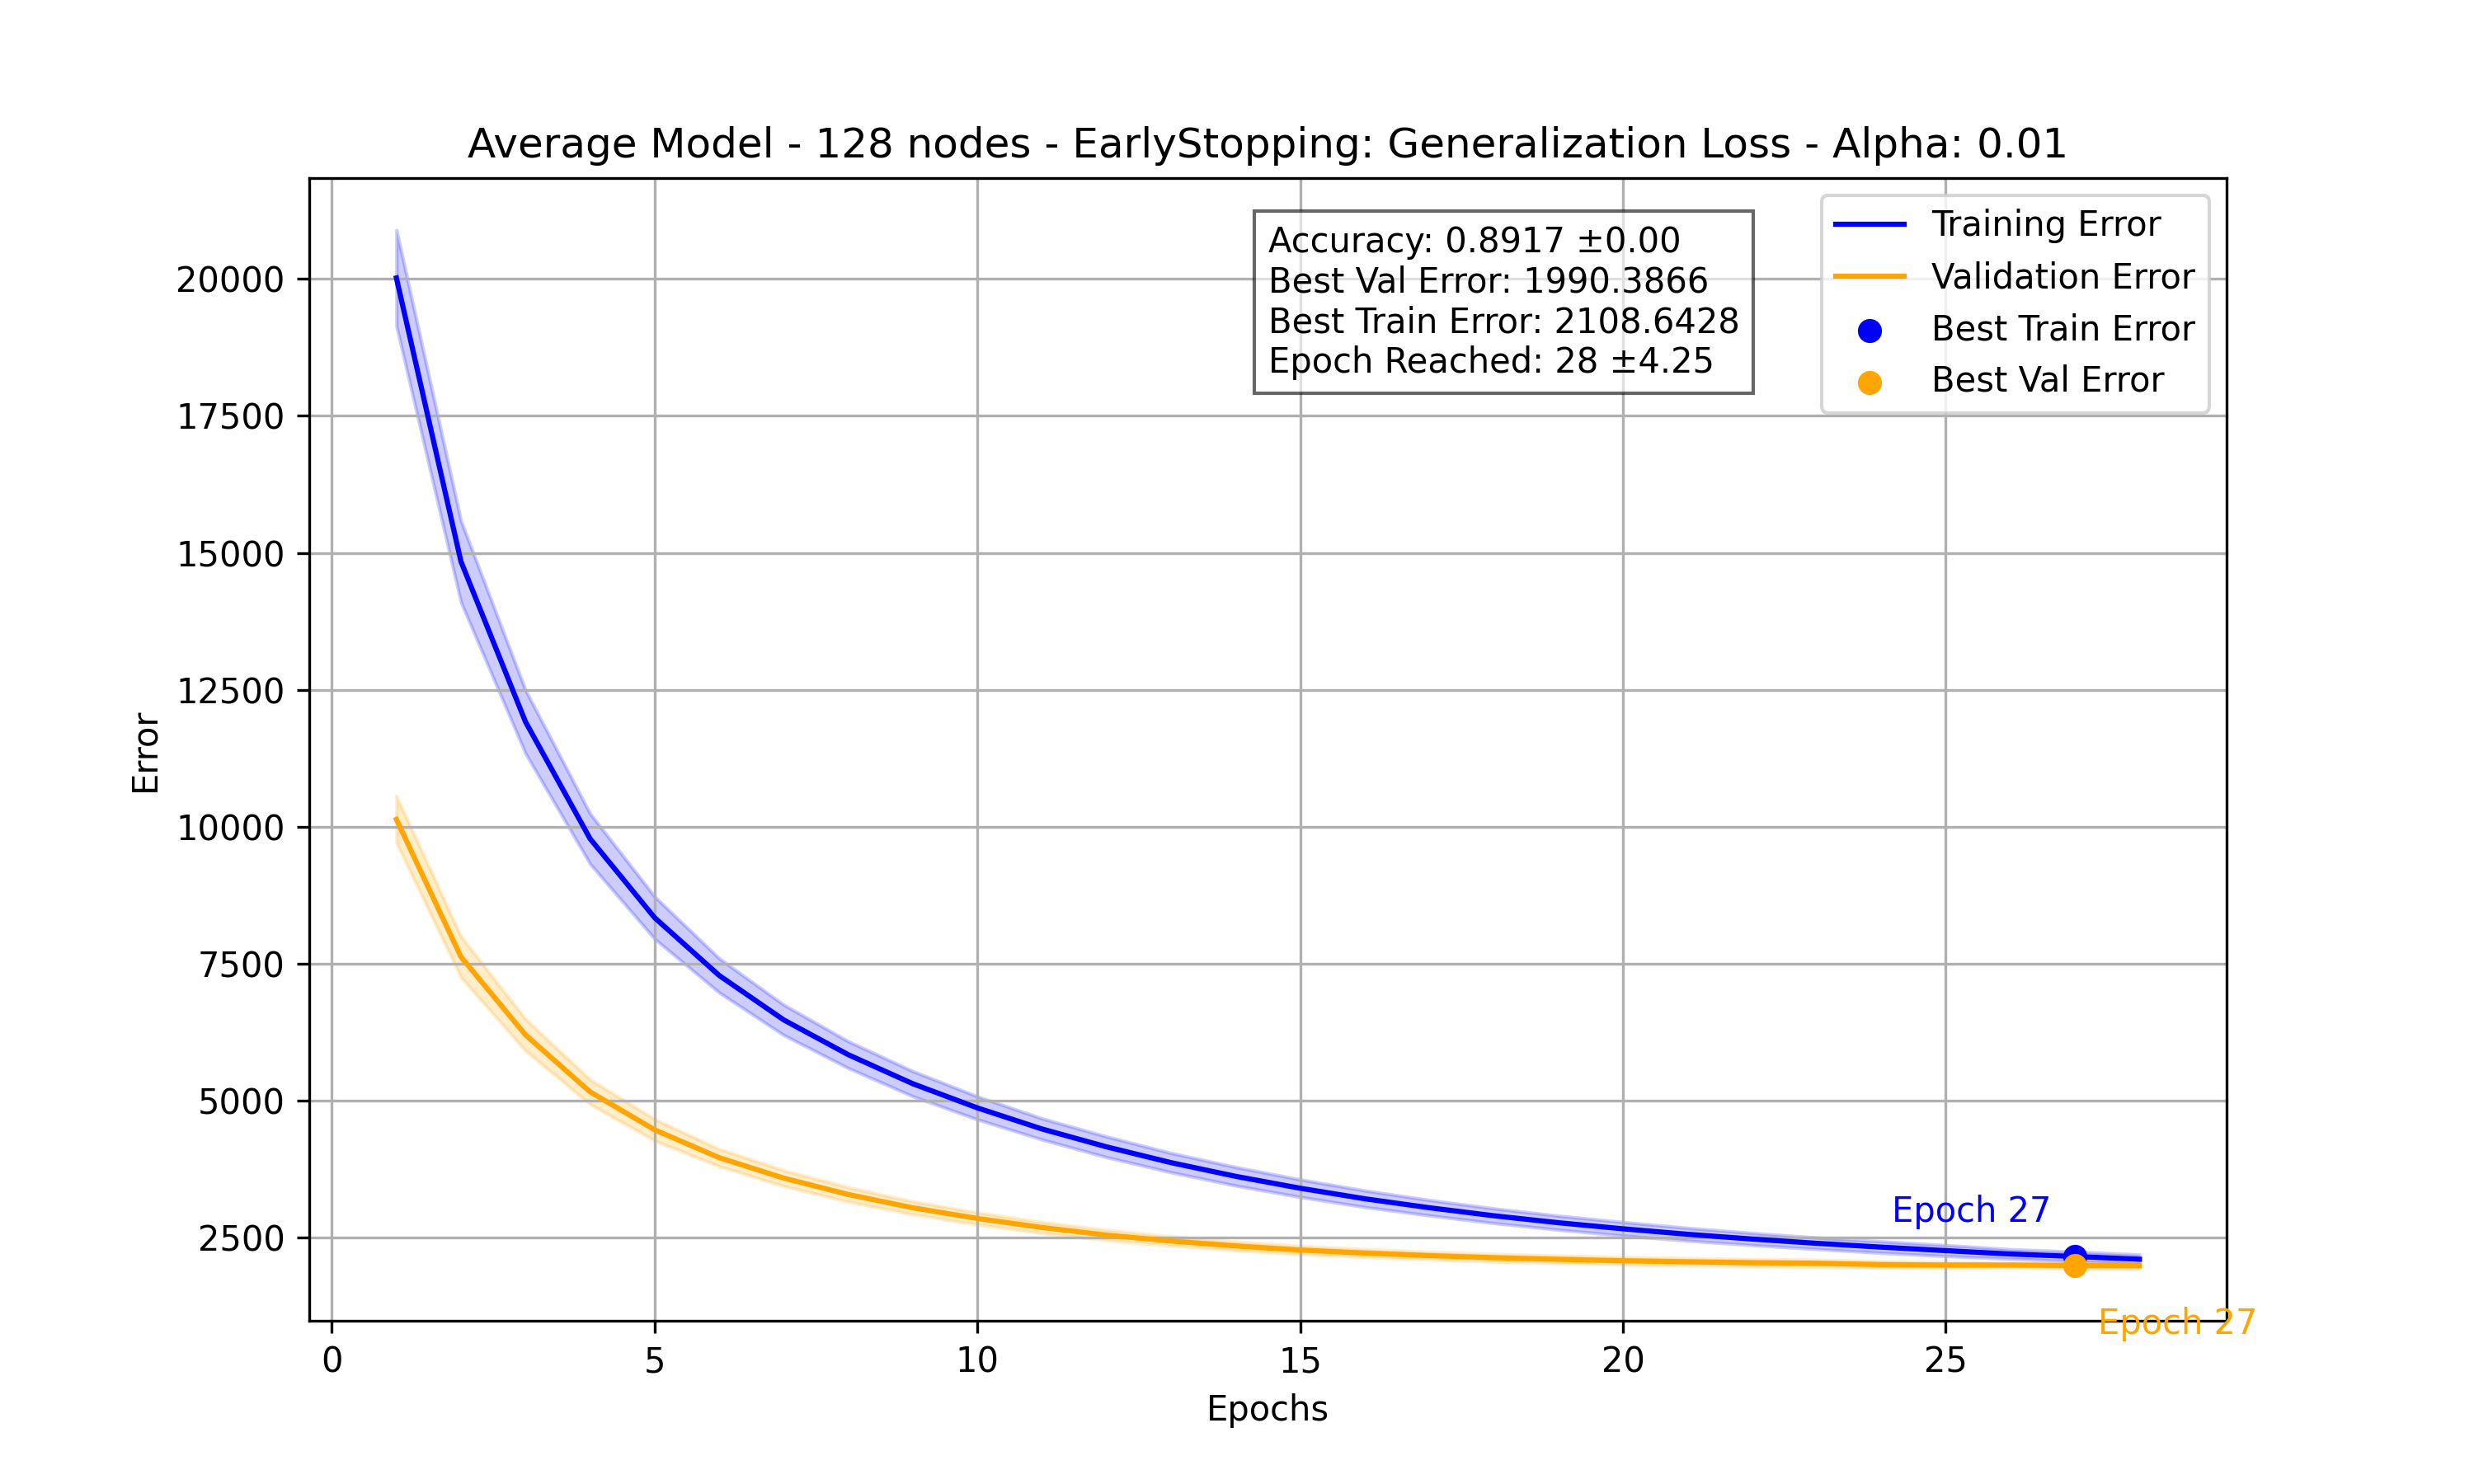 Average Model - 128 nodes - EarlyStopping: Generalization Loss - Alpha: 0.01
Accuracy: 0.8917 ±0.00
Best Val Error: 1990.3866
Best Train Error: 2108.6428
Epoch Reached: 28 ±4.25
Training Error
Validation Error
Best Train Error
Best Val Error
Error
20000
17500
15000
12500
10000
7500
5000
2500
Epoch 27
Epoch 27
0
5
10
15
20
25
Epochs